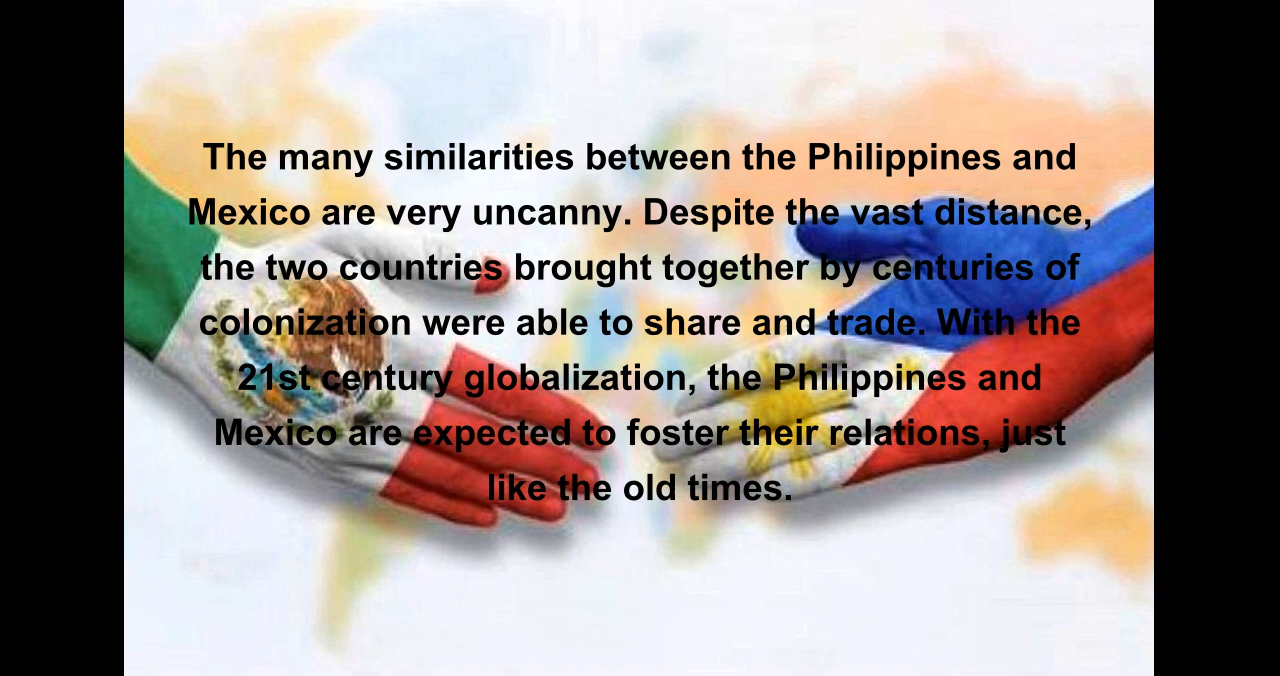 The many similarities between the Philippines and
Mexico are very uncanny. Despite the vast distance,
the two countries brought together by centuries of
colonization were able to share and trade. With the
21st century globalization, the Philippines and
Mexico are expected to foster their relations, just
like the old times.